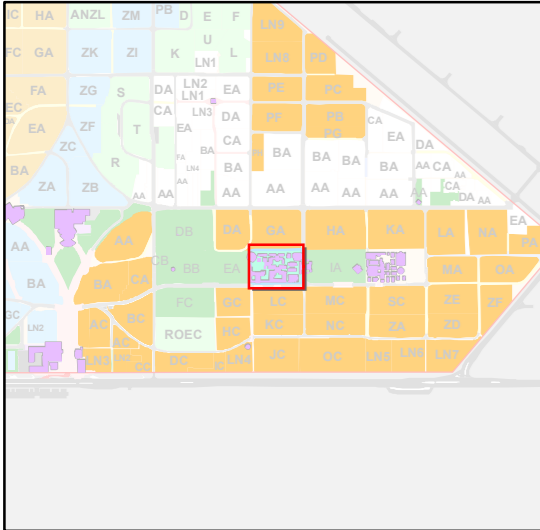 IC HA ANZL ZM PB D E F LN9
FC GA ZK ZI K U L LN8 PD
LN1
FA ZG S DA LN2 LN1 EA PE PC
EC CA LN3 DA
EA ZF T EA CA PF PB PG CA EA
ZC BA DA
BA R FA LN4 BA PH BA BA BA AA CA
ZA ZB AA AA AA AA AA AA AA AA CA DA AA AA
AA DB DA GA HA KA LA NA EA
AA CB BB EA IA MA OA PA
BA BA CA
GC FC GC LC MC SC ZE ZF
LN2 AC BC ROEC HC KC NC ZA ZD
AC
LN3 LN2 CC DC IC LN4 JC OC LN5 LN6 LN7